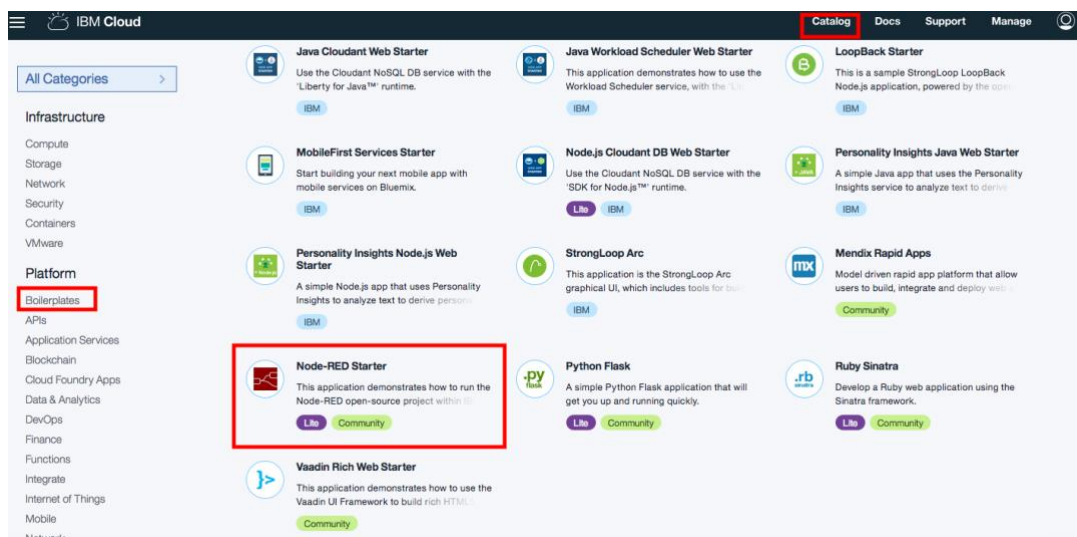 IBM Cloud
Catalog Docs Support Manage
All Categories >
Infrastructure
Compute
Storage
Network
Security
Containers
VMware
Platform
Boilerplates
APIs
Application Services
Blockchain
Cloud Foundry Apps
Data & Analytics
DevOps
Finance
Functions
Integrate
Internet of Things
Mobile
Network
Java Cloudant Web Starter
Use the Cloudant NoSQL DB service with the
'Liberty for Java™' runtime.
IBM
Java Workload Scheduler Web Starter
This application demonstrates how to use the
Workload Scheduler service, with the
IBM
LoopBack Starter
This is a sample StrongLoop LoopBack
Node.js application, powered by the open
IBM
MobileFirst Services Starter
Start building your next mobile app with
mobile services on Bluemix.
IBM
Node.js Cloudant DB Web Starter
Use the Cloudant NoSQL DB service with the
'SDK for Node.js™' runtime.
Lite IBM
+ JAVA
Personality Insights Java Web Starter
A simple Java app that uses the Personality
Insights service to analyze text to derive
IBM
Personality Insights Node.js Web
Starter
A simple Node.js app that uses Personality
Insights to analyze text to derive
IBM
StrongLoop Arc
This application is the StrongLoop Arc
graphical UI, which includes tools for
IBM
mx
Mendix Rapid Apps
Model driven rapid app platform that allow
users to build, integrate and deploy web
Community
Node-RED Starter
This application demonstrates how to run the
Node-RED open-source project within
Lite Community
.py
flask
Python Flask
A simple Python Flask application that will
get you up and running quickly.
Lite Community
.rb
sinatra
Ruby Sinatra
Develop a Ruby web application using the
Sinatra framework.
Lite Community
}>
Vaadin Rich Web Starter
This application demonstrates how to use the
Vaadin UI Framework to build rich HTML
Community